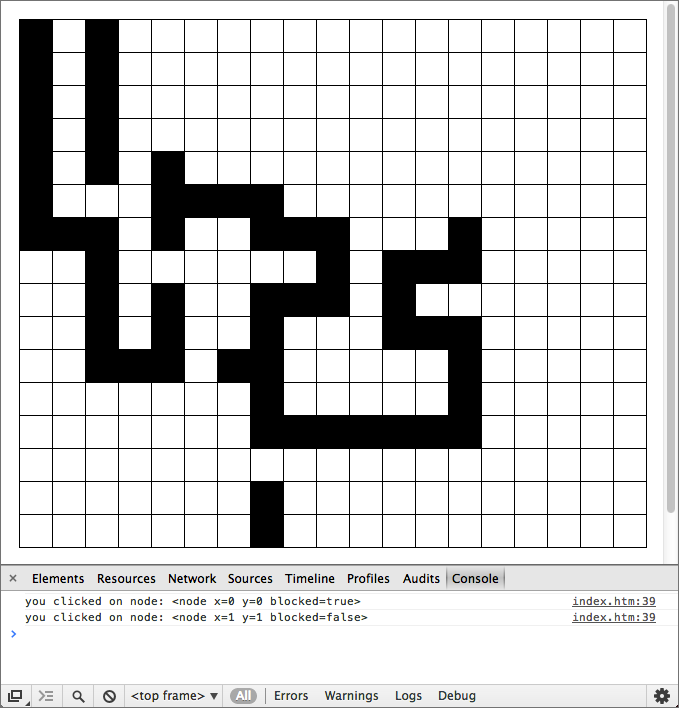 × Elements Resources Network Sources Timeline Profiles Audits Console
you clicked on node: <node x=0 y=0 blocked=true> index.htm:39
you clicked on node: <node x=1 y=1 blocked=false> index.htm:39
>
<top frame> ▼ All Errors Warnings Logs Debug